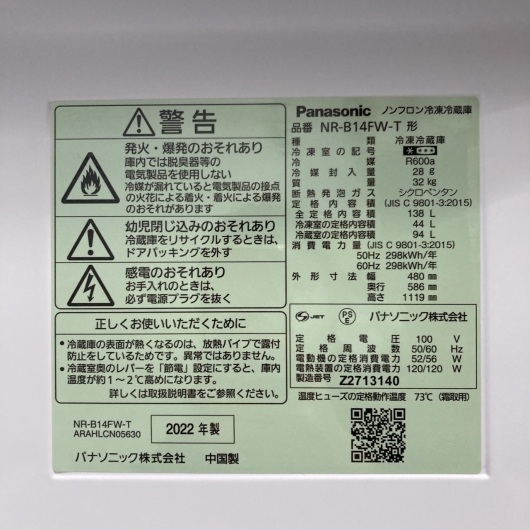 警告
発火・爆発のおそれあり
庫内では脱臭器等の
電気製品を使用しない
冷媒が漏れていると電気製品の接点
の火花による着火・着火による爆発
のおそれあり
幼児閉じ込みのおそれあり
冷蔵庫をリサイクルするときは、
ドアパッキングを外す
感電のおそれあり
お手入れのときは、
必ず電源プラグを抜く
正しくお使いいただくために
●冷蔵庫の表面が熱くなるのは、放熱パイプで露付
防止をしているためです。異常ではありません。
●冷蔵室奥のレバーを「節電」設定にすると、庫内
温度が約1~2℃高めになります。
詳しくは取扱説明書をご参照ください。
NR-B14FW-T
ARAHLCN05630
2022年製
パナソニック株式会社 中国製
Panasonic ノンフロン冷凍冷蔵庫
品番 NR-B14FW-T 形
種類 冷凍冷蔵庫
冷凍室の記号 ****
冷媒 R600a
冷媒封入量 28 g
質量 32 kg
断熱発泡ガス シクロペンタン
定格内容積 (JIS C 9801-3:2015)
全定格内容積 138 L
冷凍室の定格内容積 44 L
冷蔵室の定格内容積 94 L
消費電力量 (JIS C 9801-3:2015)
50Hz 298kWh/年
60Hz 298kWh/年
外形寸法 幅 480 mm
奥行 586 mm
高さ 1119 mm
S JET PS E パナソニック株式会社
定格電圧 100 V
定格周波数 50/60 Hz
電動機の定格消費電力 52/56 W
電熱装置の定格消費電力 120/120 W
製造番号 Z2713140
温度ヒューズの定格動作温度 73℃(霜取用)